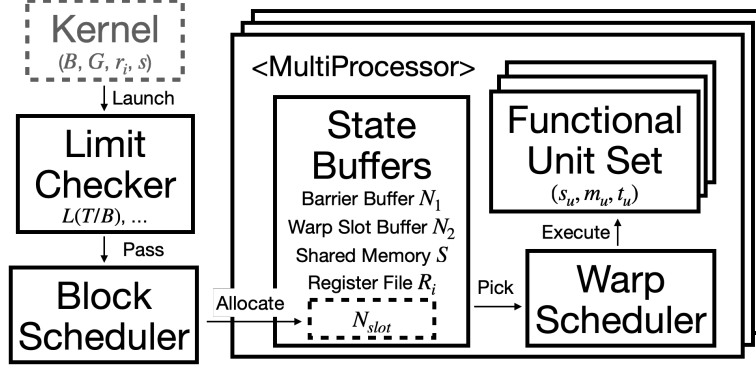 Kernel
(B, G, r_i, s)
Launch
Limit
Checker
L(T/B), ...
Pass
Block
Scheduler
Allocate
<MultiProcessor>
State
Buffers
Barrier Buffer N_1
Warp Slot Buffer N_2
Shared Memory S
Register File R_i
N_slot
Pick
Functional
Unit Set
(s_u, m_u, t_u)
Execute
Warp
Scheduler